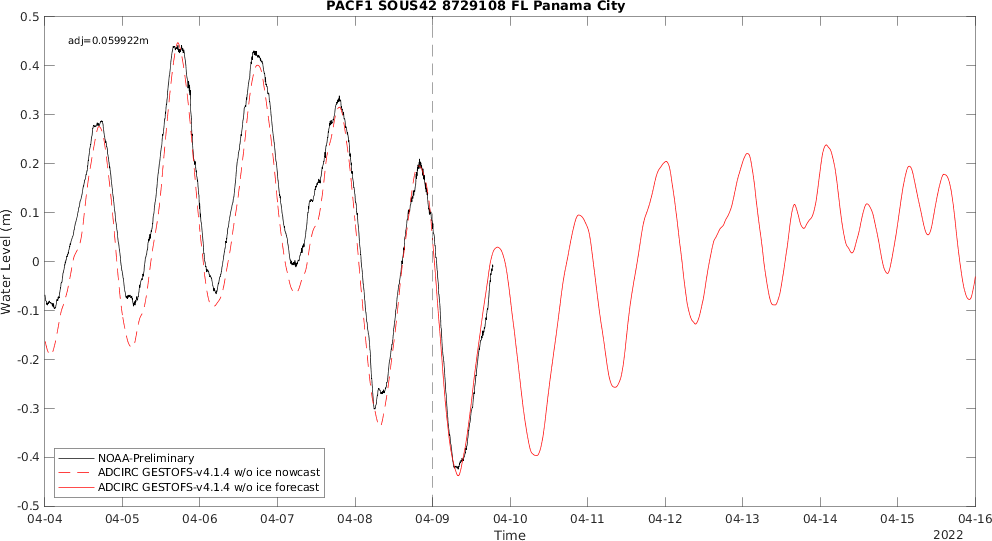 PACF1 SOUS42 8729108 FL Panama City
adj=0.059922m
0.5
0.4
0.3
0.2
0.1
0
-0.1
-0.2
-0.3
-0.4
-0.5
Water Level (m)
NOAA-Preliminary
ADCIRC GESTOFS-v4.1.4 w/o ice nowcast
ADCIRC GESTOFS-v4.1.4 w/o ice forecast
04-04 04-05 04-06 04-07 04-08 04-09 04-10 04-11 04-12 04-13 04-14 04-15 04-16
Time
2022